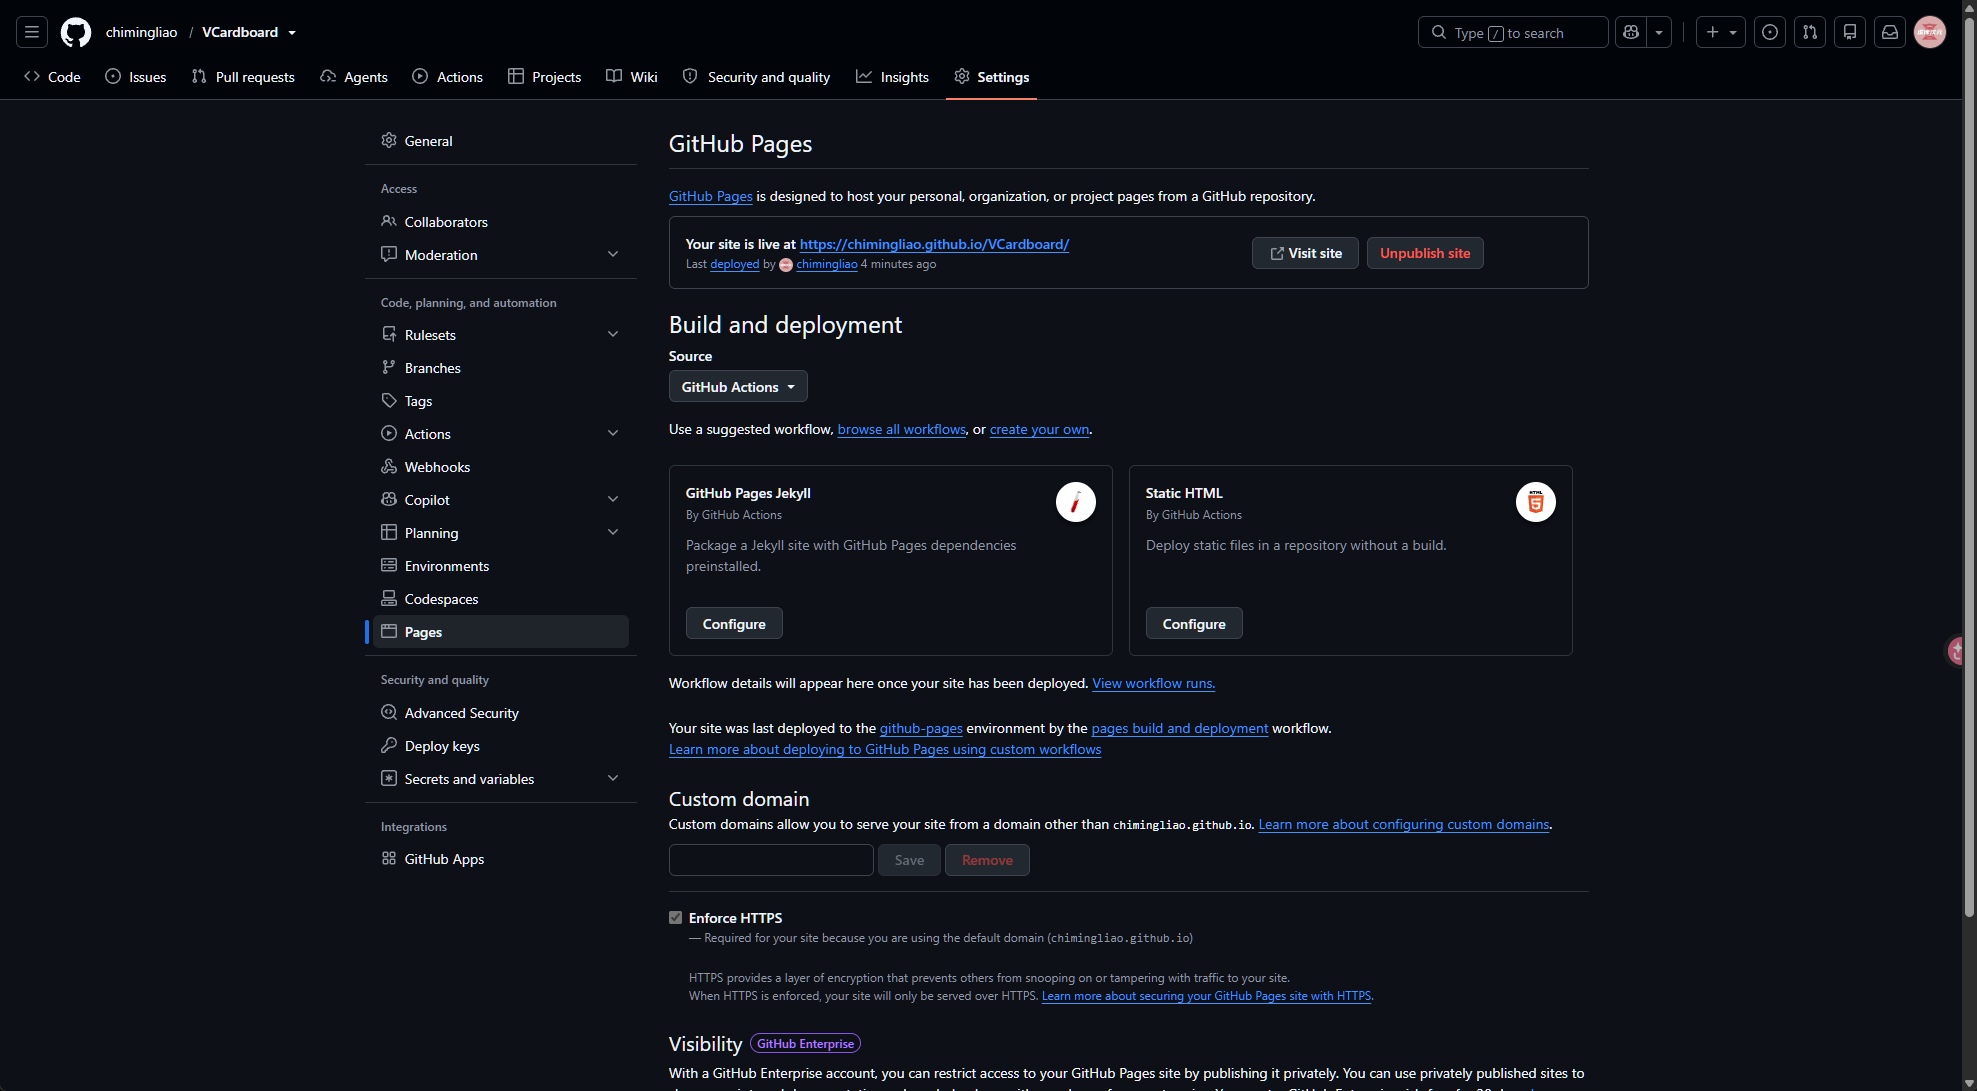 chimingliao / VCardboard
Type / to search
Code
Issues
Pull requests
Agents
Actions
Projects
Wiki
Security and quality
Insights
Settings
General
Access
Collaborators
Moderation
Code, planning, and automation
Rulesets
Branches
Tags
Actions
Webhooks
Copilot
Planning
Environments
Codespaces
Pages
Security and quality
Advanced Security
Deploy keys
Secrets and variables
Integrations
GitHub Apps
GitHub Pages
GitHub Pages is designed to host your personal, organization, or project pages from a GitHub repository.
Your site is live at https://chimingliao.github.io/VCardboard/
Last deployed by chimingliao 4 minutes ago
Visit site
Unpublish site
Build and deployment
Source
GitHub Actions
Use a suggested workflow, browse all workflows, or create your own.
GitHub Pages Jekyll
By GitHub Actions
Package a Jekyll site with GitHub Pages dependencies
preinstalled.
Configure
Static HTML
By GitHub Actions
Deploy static files in a repository without a build.
Configure
Workflow details will appear here once your site has been deployed. View workflow runs.
Your site was last deployed to the github-pages environment by the pages build and deployment workflow.
Learn more about deploying to GitHub Pages using custom workflows
Custom domain
Custom domains allow you to serve your site from a domain other than chimingliao.github.io. Learn more about configuring custom domains.
Save
Remove
Enforce HTTPS
— Required for your site because you are using the default domain (chimingliao.github.io)
HTTPS provides a layer of encryption that prevents others from snooping on or tampering with traffic to your site.
When HTTPS is enforced, your site will only be served over HTTPS. Learn more about securing your GitHub Pages site with HTTPS.
Visibility GitHub Enterprise
With a GitHub Enterprise account, you can restrict access to your GitHub Pages site by publishing it privately. You can use privately published sites to